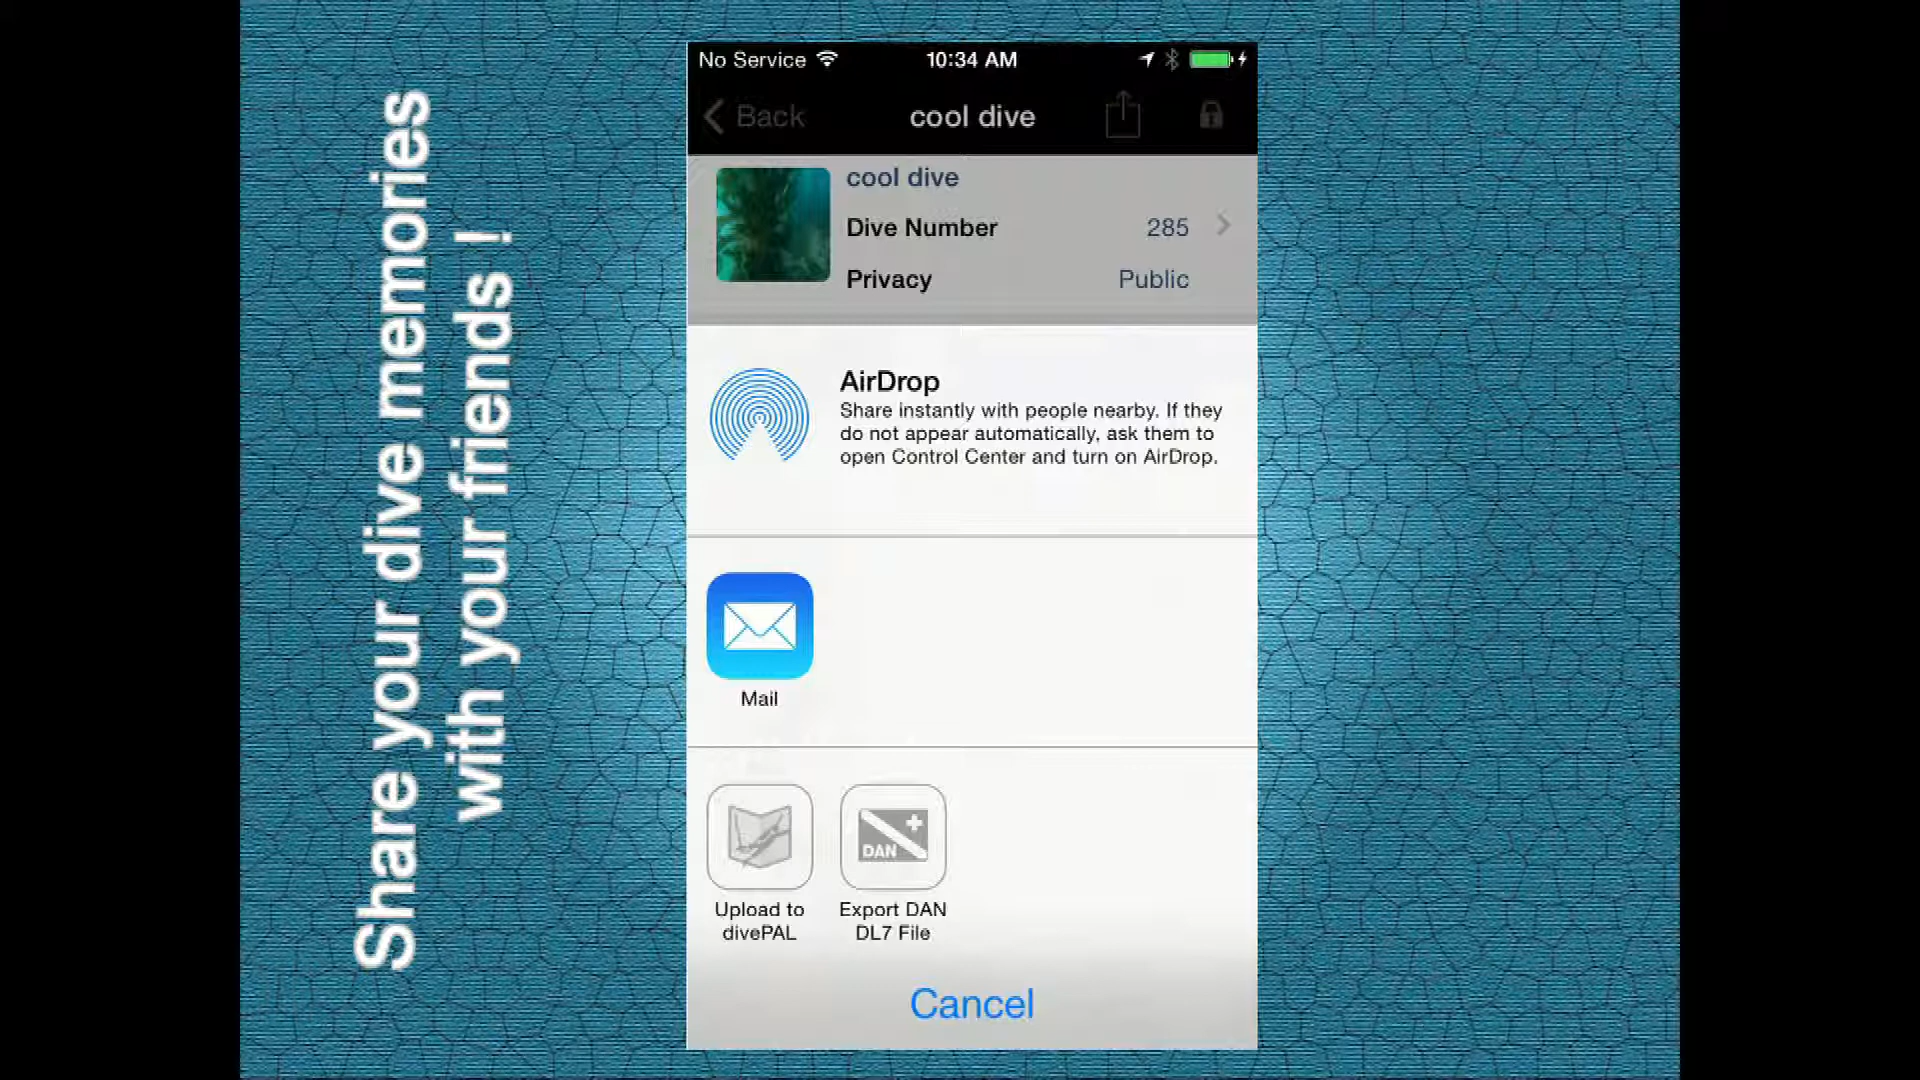 Share your dive memories
with your friends !
No Service
10:34 AM
Back
cool dive
cool dive
Dive Number 285
Privacy Public
AirDrop
Share instantly with people nearby. If they
do not appear automatically, ask them to
open Control Center and turn on AirDrop.
Mail
DAN
Upload to
divePAL
Export DAN
DL7 File
Cancel